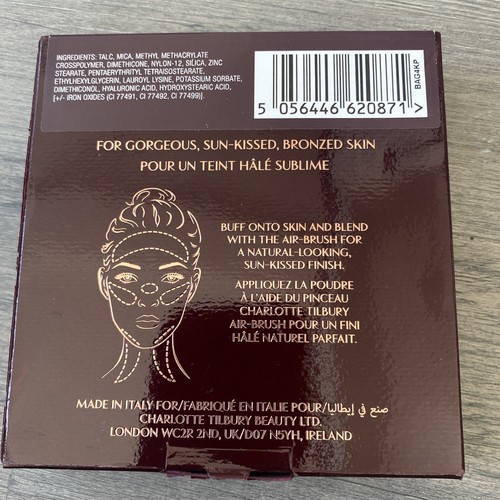 INGREDIENTS: TALC, MICA, METHYL METHACRYLATE
CROSSPOLYMER, DIMETHICONE, NYLON-12, SILICA, ZINC
STEARATE, PENTAERYTHRITYL TETRAISOSTEARATE,
ETHYLHEXYLGLYCERIN, LAUROYL LYSINE, POTASSIUM SORBATE,
DIMETHICONOL, HYALURONIC ACID, HYDROXYSTEARIC ACID,
[+/- IRON OXIDES (CI 77491, CI 77492, CI 77499)].
5 056446 620871 >
BAG4KP
FOR GORGEOUS, SUN-KISSED, BRONZED SKIN
POUR UN TEINT HÂLÉ SUBLIME
BUFF ONTO SKIN AND BLEND
WITH THE AIR-BRUSH FOR
A NATURAL-LOOKING,
SUN-KISSED FINISH.
APPLIQUEZ LA POUDRE
À L'AIDE DU PINCEAU
CHARLOTTE TILBURY
AIR-BRUSH POUR UN FINI
HÂLÉ NATUREL PARFAIT.
MADE IN ITALY FOR/FABRIQUÉ EN ITALIE POUR/صنع في إيطاليا
CHARLOTTE TILBURY BEAUTY LTD.
LONDON WC2R 2ND, UK/D07 N5YH, IRELAND